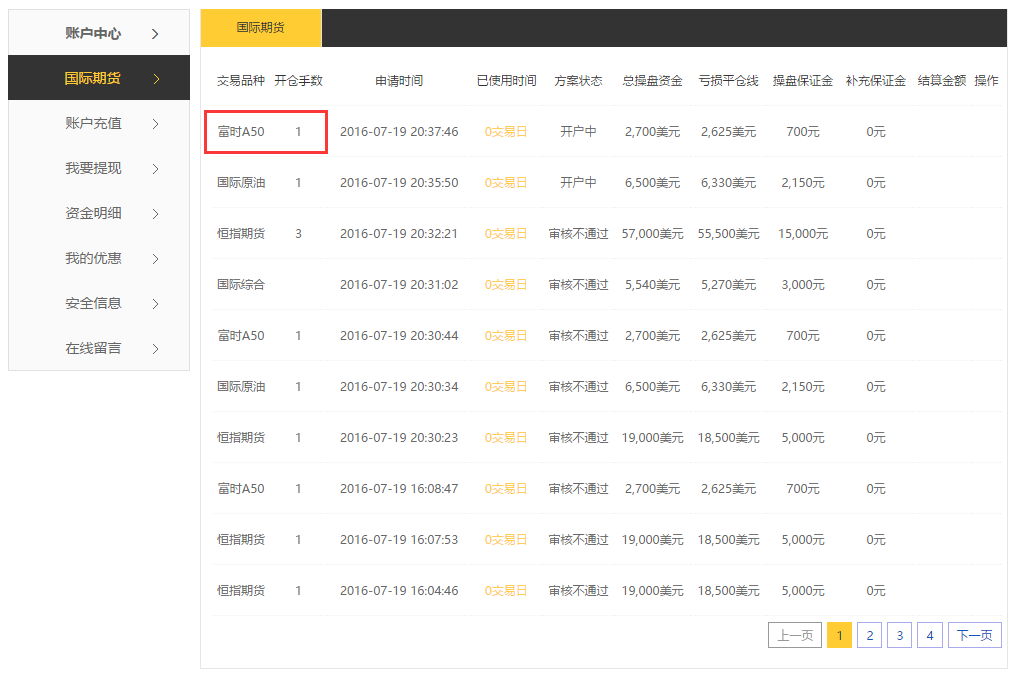 账户中心
国际期货
账户充值
我要提现
资金明细
我的优惠
安全信息
在线留言
国际期货
交易品种 开仓手数 申请时间 已使用时间 方案状态 总操盘资金 亏损平仓线 操盘保证金 补充保证金 结算金额 操作
富时A50 1 2016-07-19 20:37:46 0交易日 开户中 2,700美元 2,625美元 700元 0元
国际原油 1 2016-07-19 20:35:50 0交易日 开户中 6,500美元 6,330美元 2,150元 0元
恒指期货 3 2016-07-19 20:32:21 0交易日 审核不通过 57,000美元 55,500美元 15,000元 0元
国际综合 2016-07-19 20:31:02 0交易日 审核不通过 5,540美元 5,270美元 3,000元 0元
富时A50 1 2016-07-19 20:30:44 0交易日 审核不通过 2,700美元 2,625美元 700元 0元
国际原油 1 2016-07-19 20:30:34 0交易日 审核不通过 6,500美元 6,330美元 2,150元 0元
恒指期货 1 2016-07-19 20:30:23 0交易日 审核不通过 19,000美元 18,500美元 5,000元 0元
富时A50 1 2016-07-19 16:08:47 0交易日 审核不通过 2,700美元 2,625美元 700元 0元
恒指期货 1 2016-07-19 16:07:53 0交易日 审核不通过 19,000美元 18,500美元 5,000元 0元
恒指期货 1 2016-07-19 16:04:46 0交易日 审核不通过 19,000美元 18,500美元 5,000元 0元
上一页 1 2 3 4 下一页